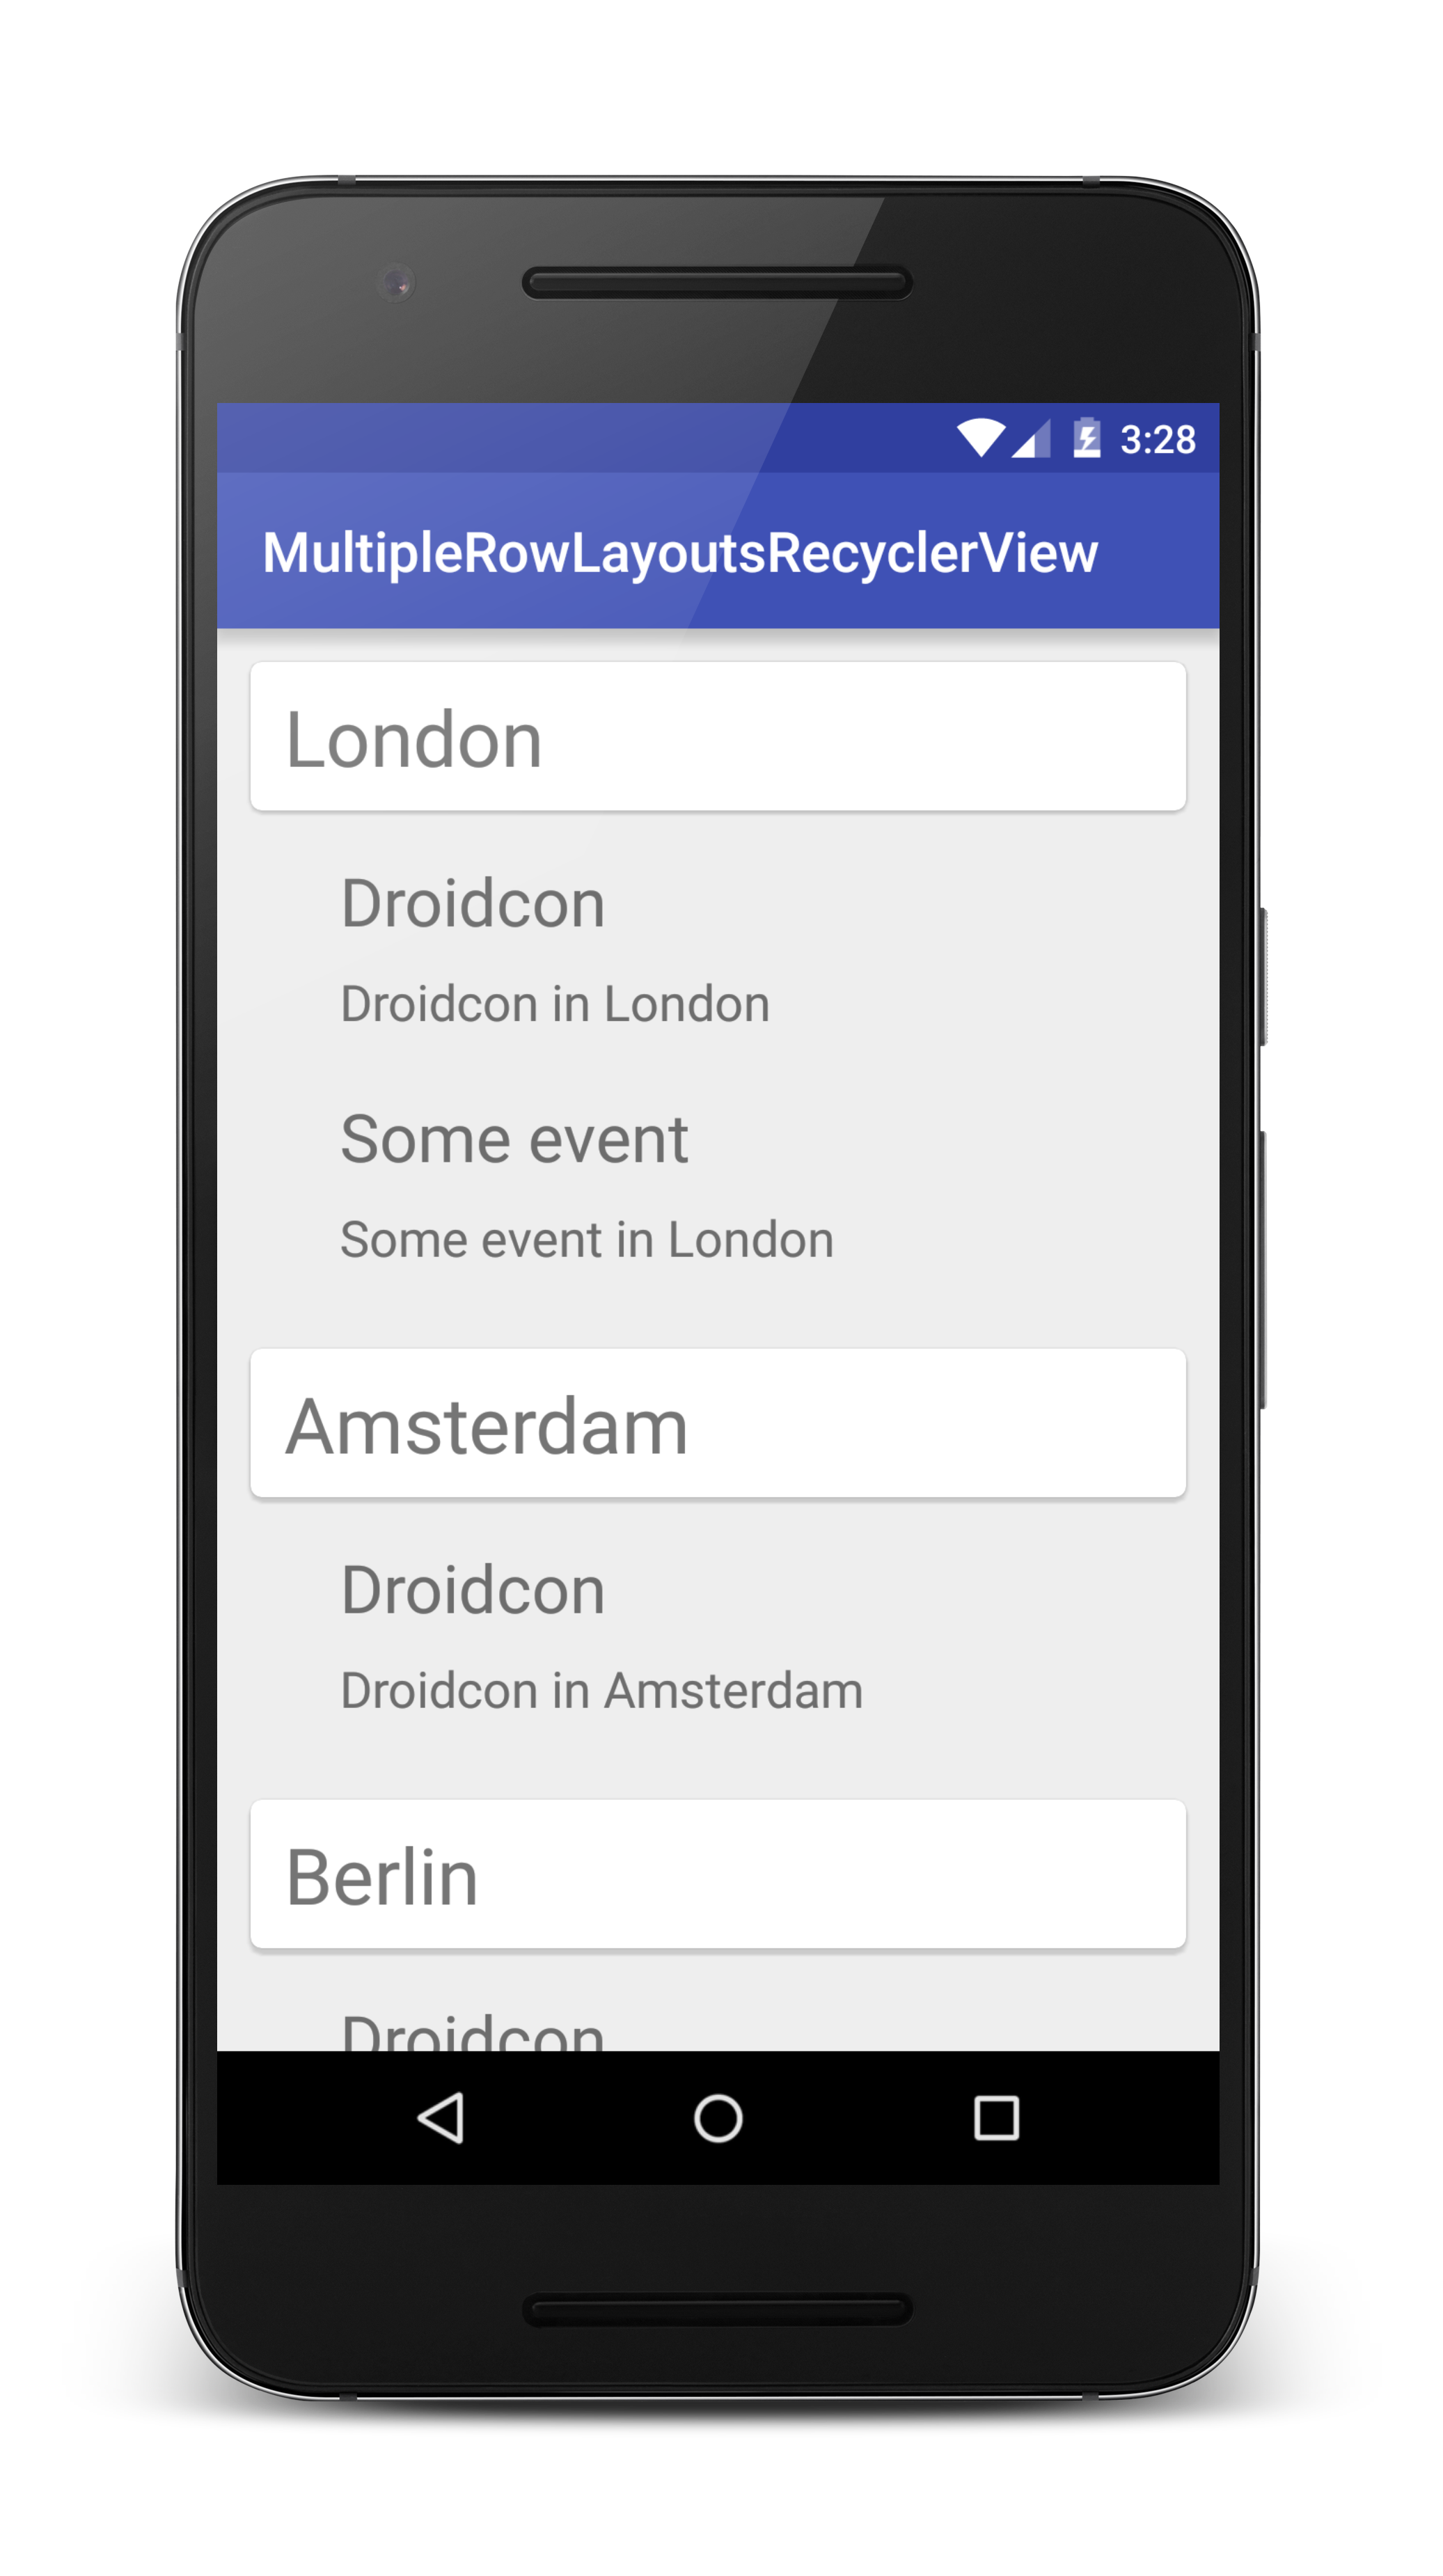 3:28
MultipleRowLayoutsRecyclerView
London
Droidcon
Droidcon in London
Some event
Some event in London
Amsterdam
Droidcon
Droidcon in Amsterdam
Berlin
Droidcon